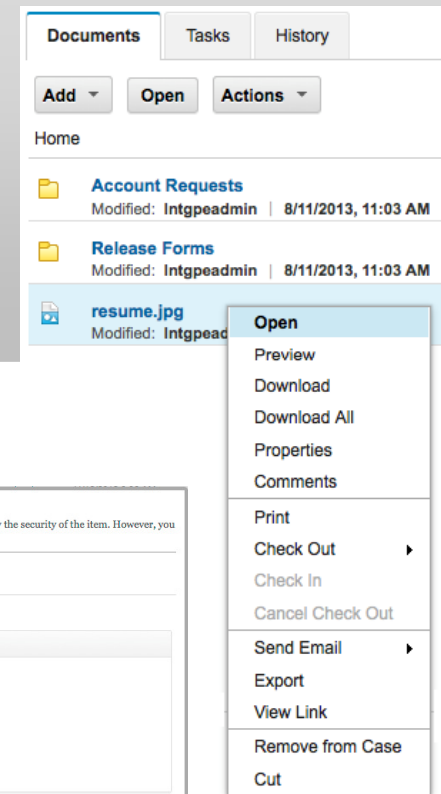 Documents Tasks History
Add Open Actions
Home
Account Requests
Modified: Intgpeadmin | 8/11/2013, 11:03 AM
Release Forms
Modified: Intgpeadmin | 8/11/2013, 11:03 AM
resume.jpg
Modified: Intgpead
Open
Preview
Download
Download All
Properties
Comments
Print
Check Out
Check In
Cancel Check Out
Send Email
Export
View Link
Remove from Case
Cut
the security of the item. However, you